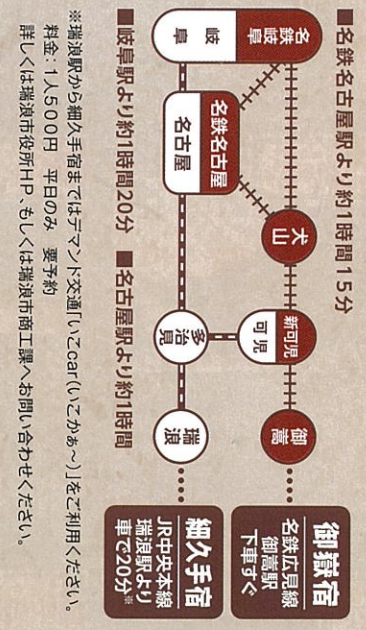 ■名鉄名古屋駅より約1時間15分
名鉄岐阜
岐阜
名鉄名古屋
名古屋
犬山
新可児
可児
御嵩
多治見
瑞浪
御嶽宿
名鉄広見線
御嵩駅
下車すぐ
細久手宿
JR中央本線
瑞浪駅より
車で20分※
■岐阜駅より約1時間20分 ■名古屋駅より約1時間
※瑞浪駅から細久手宿まではデマンド交通「いこcar(いこかぁ～)」をご利用ください。
料金：1人500円 平日のみ 要予約
詳しくは瑞浪市役所HP、もしくは瑞浪市商工課へお問い合わせください。